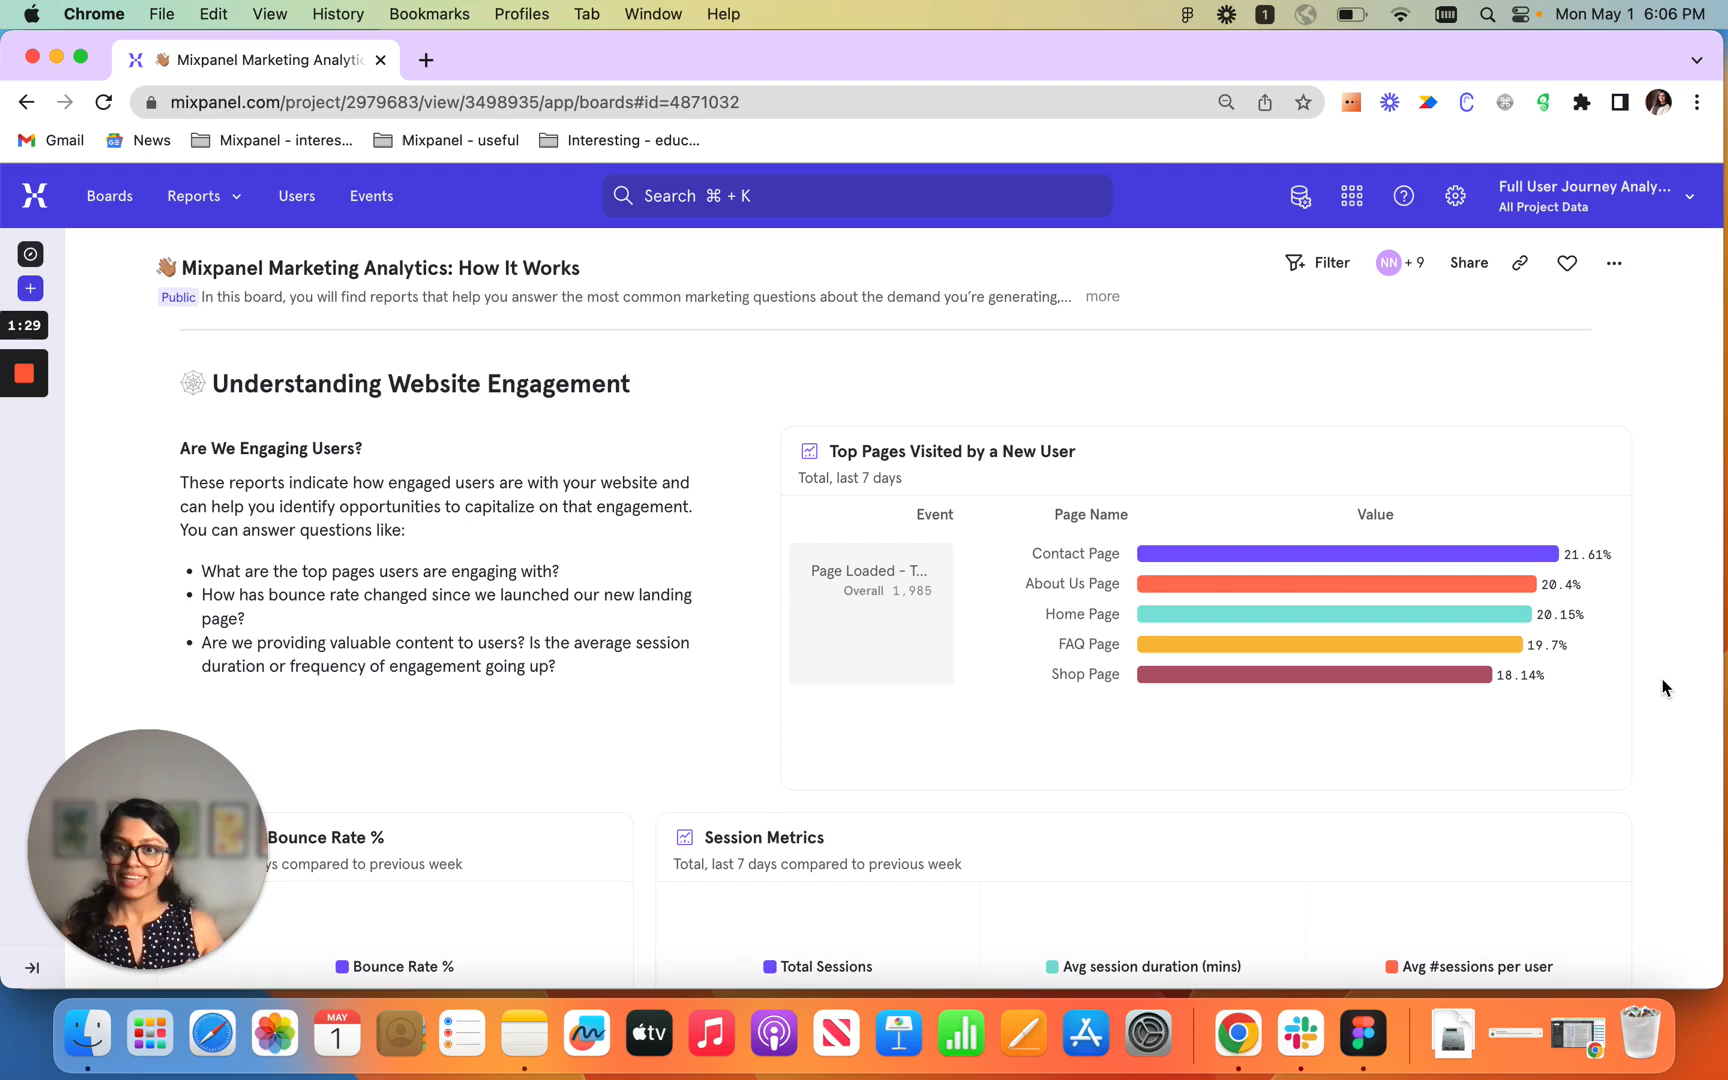 Chrome File Edit View History Bookmarks Profiles Tab Window Help 1 Mon May 1 6:06 PM
👋🏽 Mixpanel Marketing Analytic
mixpanel.com/project/2979683/view/3498935/app/boards#id=4871032
Gmail News Mixpanel - interes... Mixpanel - useful Interesting - educ...
Boards Reports Users Events Search ⌘ + K Full User Journey Analy...
All Project Data
👋🏽 Mixpanel Marketing Analytics: How It Works Filter NN + 9 Share
Public In this board, you will find reports that help you answer the most common marketing questions about the demand you're generating,... more
1:29
🕸 Understanding Website Engagement
Are We Engaging Users?
These reports indicate how engaged users are with your website and
can help you identify opportunities to capitalize on that engagement.
You can answer questions like:
• What are the top pages users are engaging with?
• How has bounce rate changed since we launched our new landing
page?
• Are we providing valuable content to users? Is the average session
duration or frequency of engagement going up?
Top Pages Visited by a New User
Total, last 7 days
Event Page Name Value
Page Loaded - T...
Overall 1,985
Contact Page 21.61%
About Us Page 20.4%
Home Page 20.15%
FAQ Page 19.7%
Shop Page 18.14%
Bounce Rate %
ys compared to previous week
Bounce Rate %
Session Metrics
Total, last 7 days compared to previous week
Total Sessions Avg session duration (mins) Avg #sessions per user
MAY
1
tv